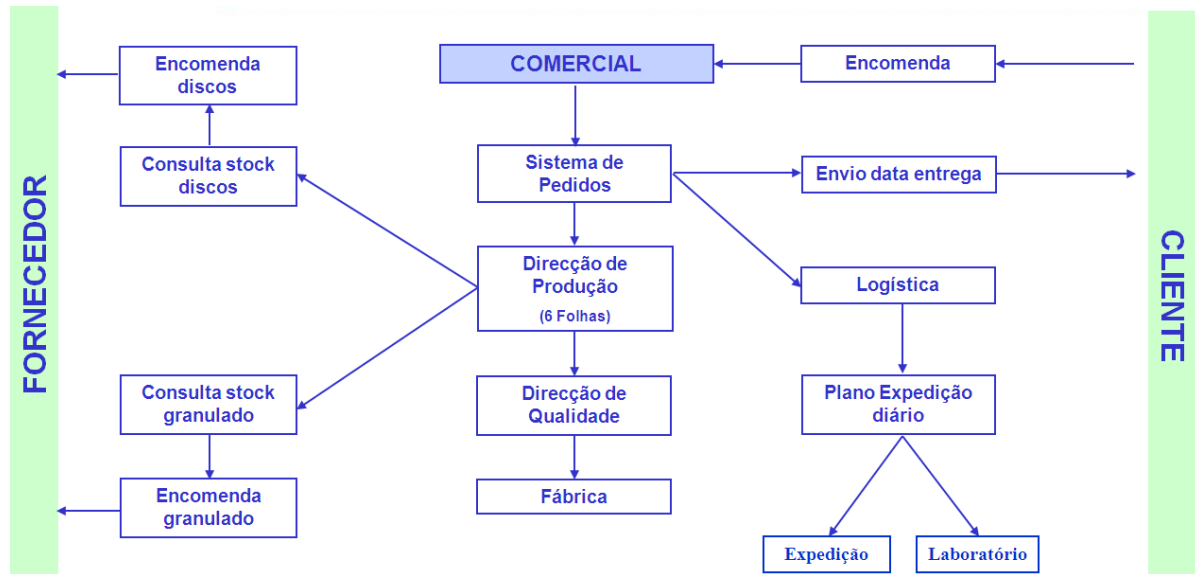 FORNECEDOR
Encomenda
discos
COMERCIAL
Encomenda
Consulta stock
discos
Sistema de
Pedidos
Envio data entrega
Direcção de
Produção
(6 Folhas)
Logística
CLIENTE
Consulta stock
granulado
Direcção de
Qualidade
Plano Expedição
diário
Encomenda
granulado
Fábrica
Expedição
Laboratório